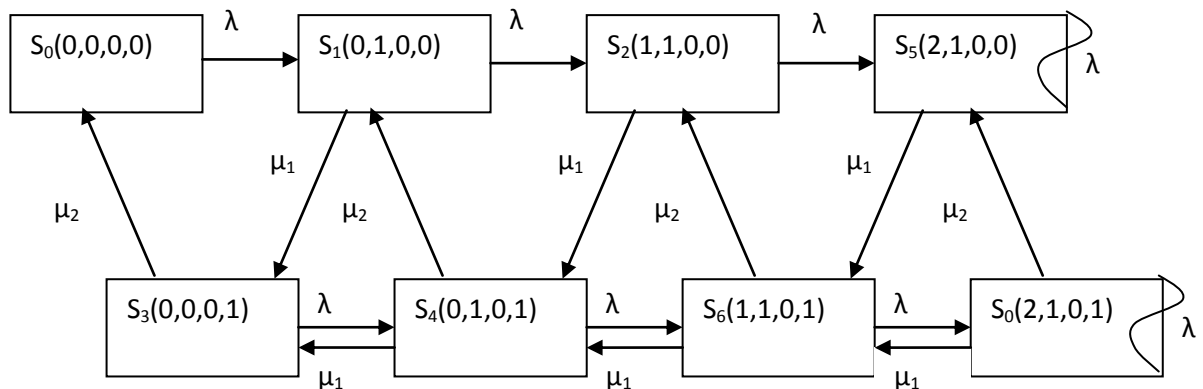 λ λ λ
S₀(0,0,0,0) S₁(0,1,0,0) S₂(1,1,0,0) S₅(2,1,0,0) λ
μ₁ μ₁ μ₁
μ₂ μ₂ μ₂ μ₂
S₃(0,0,0,1) λ S₄(0,1,0,1) λ S₆(1,1,0,1) λ S₀(2,1,0,1) λ
μ₁ μ₁ μ₁